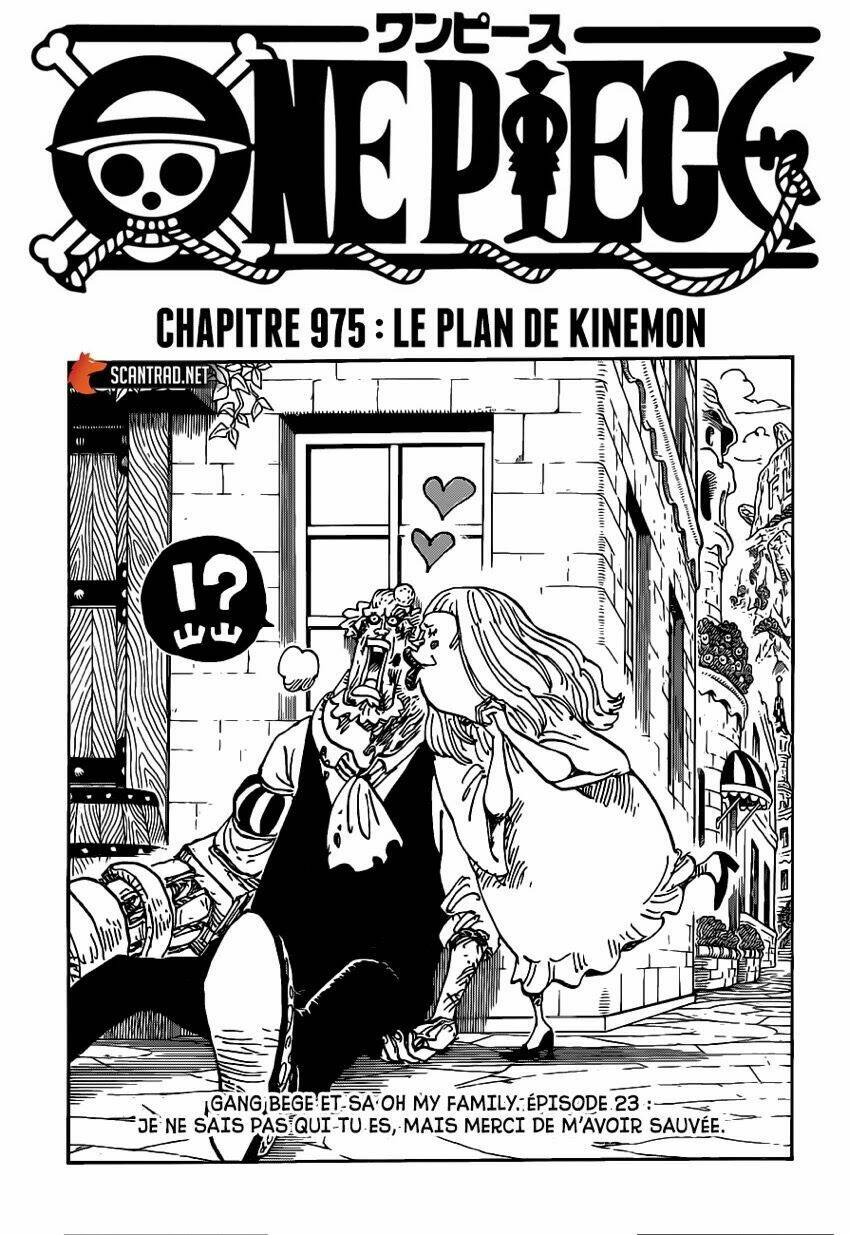 ワンピース
ONE PIECE
CHAPITRE 975 : LE PLAN DE KINEMON
SCANTRAD.NET
!?
GANG BEGE ET SA OH MY FAMILY. ÉPISODE 23 :
JE NE SAIS PAS QUI TU ES, MAIS MERCI DE M'AVOIR SAUVÉE.